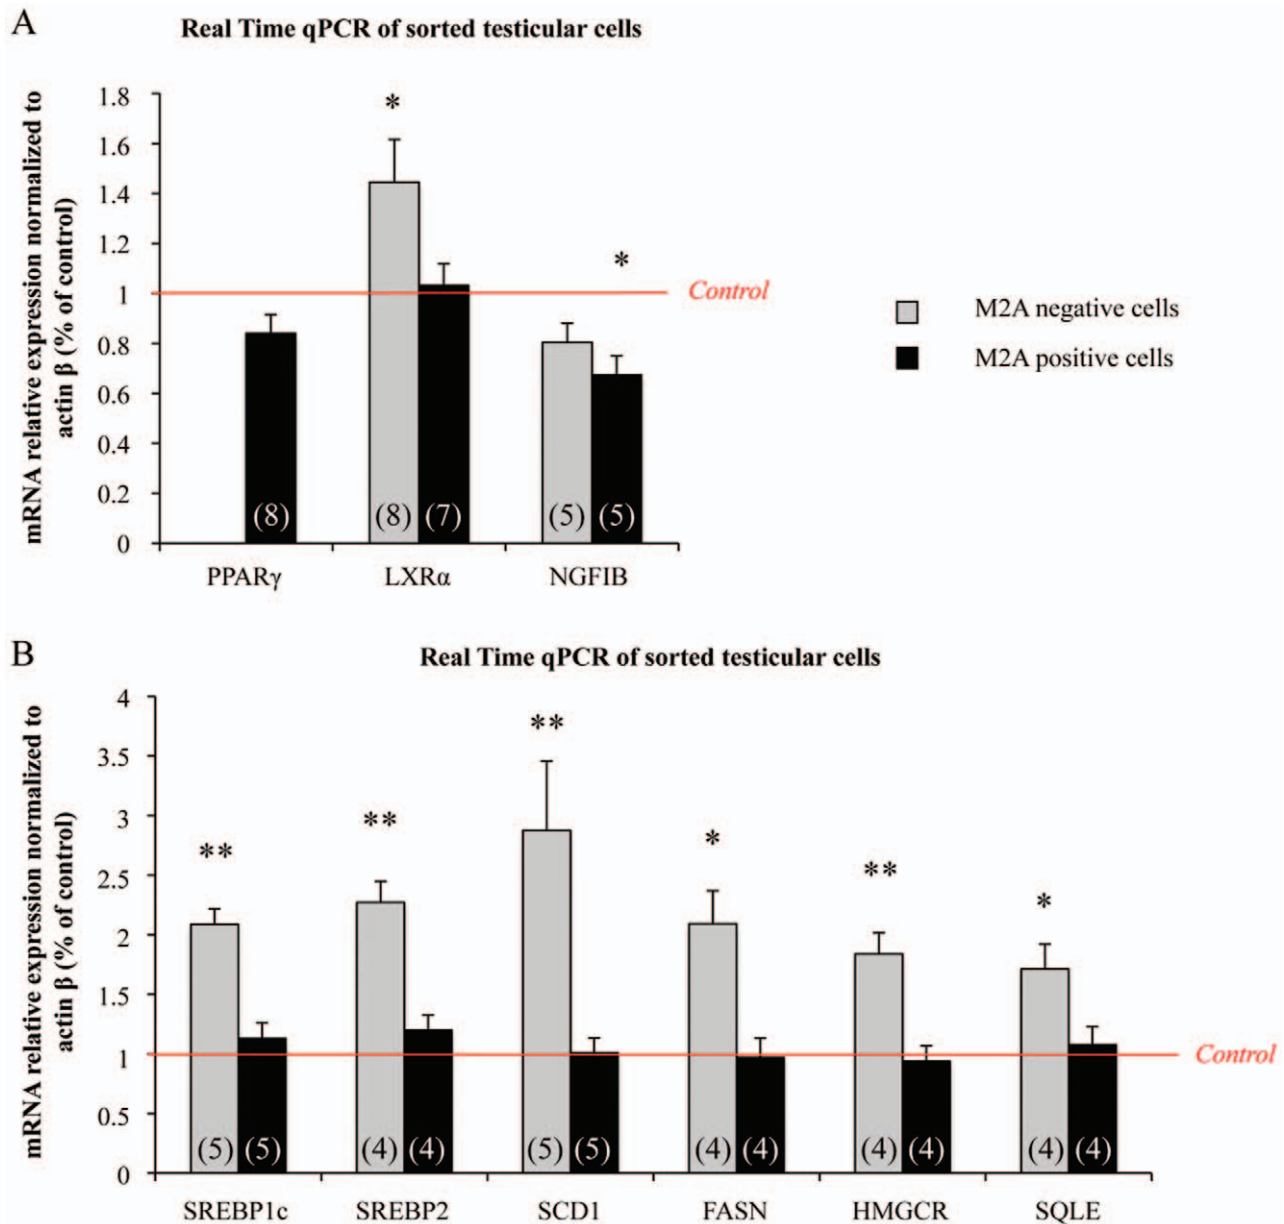 A
Real Time qPCR of sorted testicular cells
mRNA relative expression normalized to
actin β (% of control)
1.8
1.6
1.4
1.2
1
0.8
0.6
0.4
0.2
0
*
*
Control
(8)
(8)
(7)
(5)
(5)
PPARγ
LXRα
NGFIB
M2A negative cells
M2A positive cells
B
Real Time qPCR of sorted testicular cells
mRNA relative expression normalized to
actin β (% of control)
4
3.5
3
2.5
2
1.5
1
0.5
0
**
**
**
*
**
*
Control
(5)
(5)
(4)
(4)
(5)
(5)
(4)
(4)
(4)
(4)
(4)
(4)
SREBP1c
SREBP2
SCD1
FASN
HMGCR
SQLE